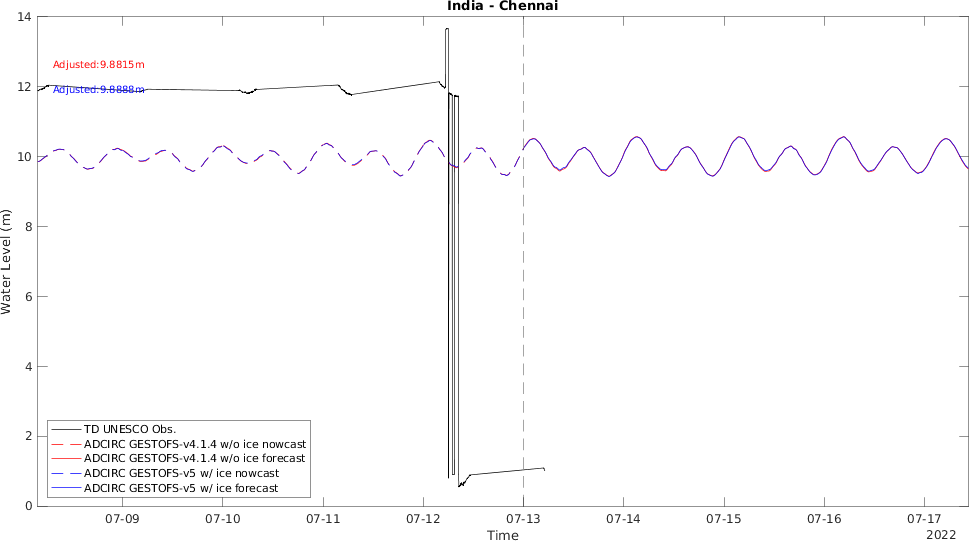 India - Chennai
14
12
10
8
6
4
2
0
Water Level (m)
Adjusted:9.8815m
Adjusted:9.8888m
TD UNESCO Obs.
ADCIRC GESTOFS-v4.1.4 w/o ice nowcast
ADCIRC GESTOFS-v4.1.4 w/o ice forecast
ADCIRC GESTOFS-v5 w/ ice nowcast
ADCIRC GESTOFS-v5 w/ ice forecast
07-09 07-10 07-11 07-12 07-13 07-14 07-15 07-16 07-17
Time
2022